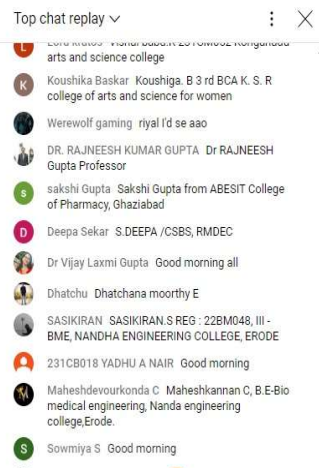 Top chat replay
L
arts and science college
K Koushika Baskar Koushiga. B 3 rd BCA K. S. R
college of arts and science for women
Werewolf gaming riyal I'd se aao
DR. RAJNEESH KUMAR GUPTA Dr RAJNEESH
Gupta Professor
s sakshi Gupta Sakshi Gupta from ABESIT College
of Pharmacy, Ghaziabad
D Deepa Sekar S.DEEPA /CSBS, RMDEC
Dr Vijay Laxmi Gupta Good morning all
Dhatchu Dhatchana moorthy E
SASIKIRAN SASIKIRAN.S REG : 22BM048, III -
BME, NANDHA ENGINEERING COLLEGE, ERODE
231CB018 YADHU A NAIR Good morning
Maheshdevourkonda C Maheshkannan C, B.E-Bio
medical engineering, Nanda engineering
college,Erode.
S Sowmiya S Good morning